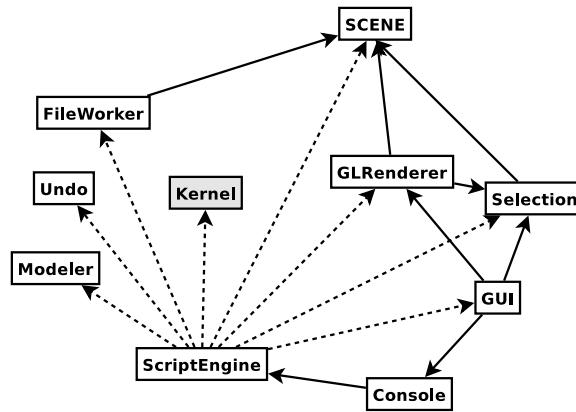 SCENE
FileWorker
GLRenderer
Undo
Kernel
Selection
Modeler
GUI
ScriptEngine
Console